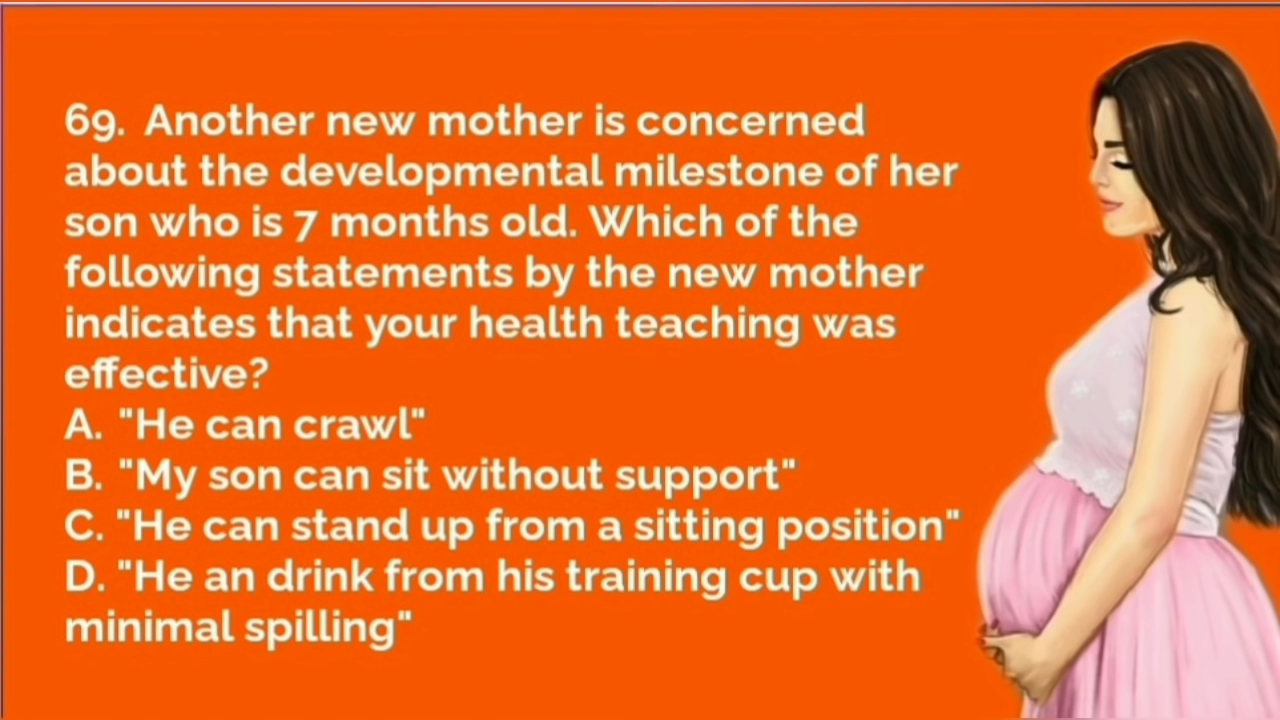 69. Another new mother is concerned
about the developmental milestone of her
son who is 7 months old. Which of the
following statements by the new mother
indicates that your health teaching was
effective?
A. "He can crawl"
B. "My son can sit without support"
C. "He can stand up from a sitting position"
D. "He an drink from his training cup with
minimal spilling"